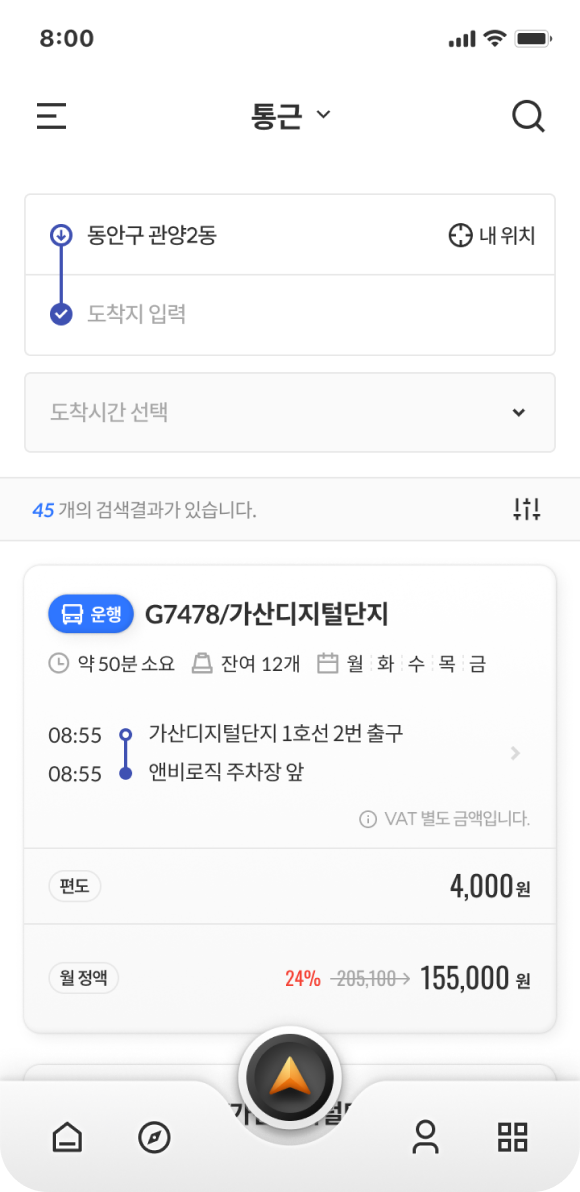 8:00
통근
동안구 관양2동 내 위치
도착지 입력
도착시간 선택
45 개의 검색결과가 있습니다.
운행 G7478/가산디지털단지
약 50분 소요 잔여 12개 월 화 수 목 금
08:55 가산디지털단지 1호선 2번 출구
08:55 앤비로직 주차장 앞
VAT 별도 금액입니다.
편도 4,000 원
월 정액 24% 205,100 155,000 원